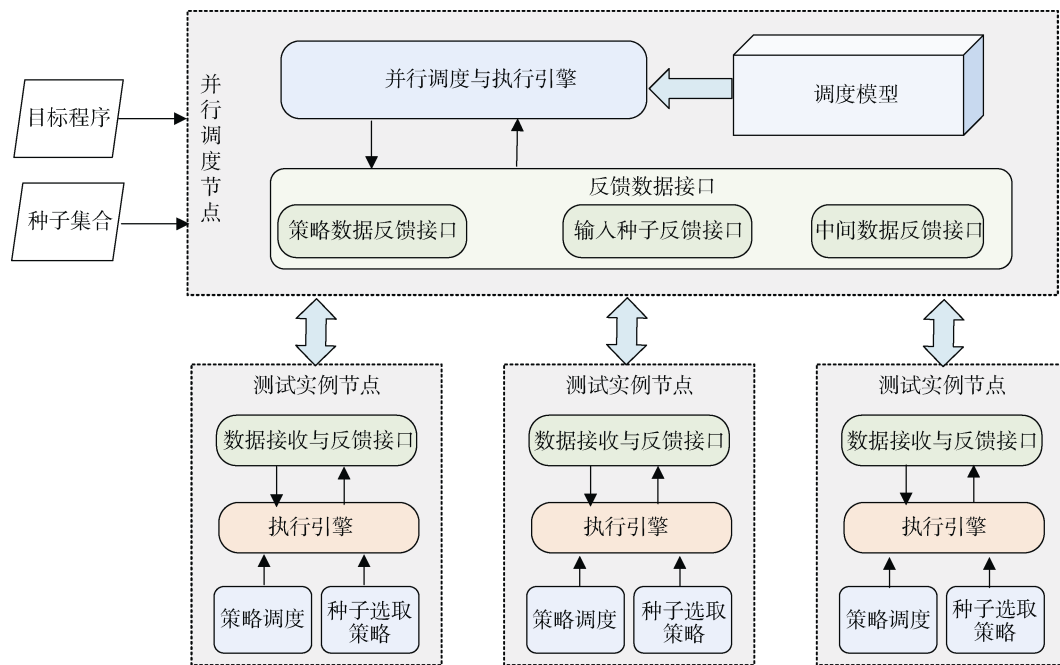 目标程序
种子集合
并行调度节点
并行调度与执行引擎
调度模型
反馈数据接口
策略数据反馈接口
输入种子反馈接口
中间数据反馈接口
测试实例节点
数据接收与反馈接口
执行引擎
策略调度
种子选取
策略
测试实例节点
数据接收与反馈接口
执行引擎
策略调度
种子选取
策略
测试实例节点
数据接收与反馈接口
执行引擎
策略调度
种子选取
策略